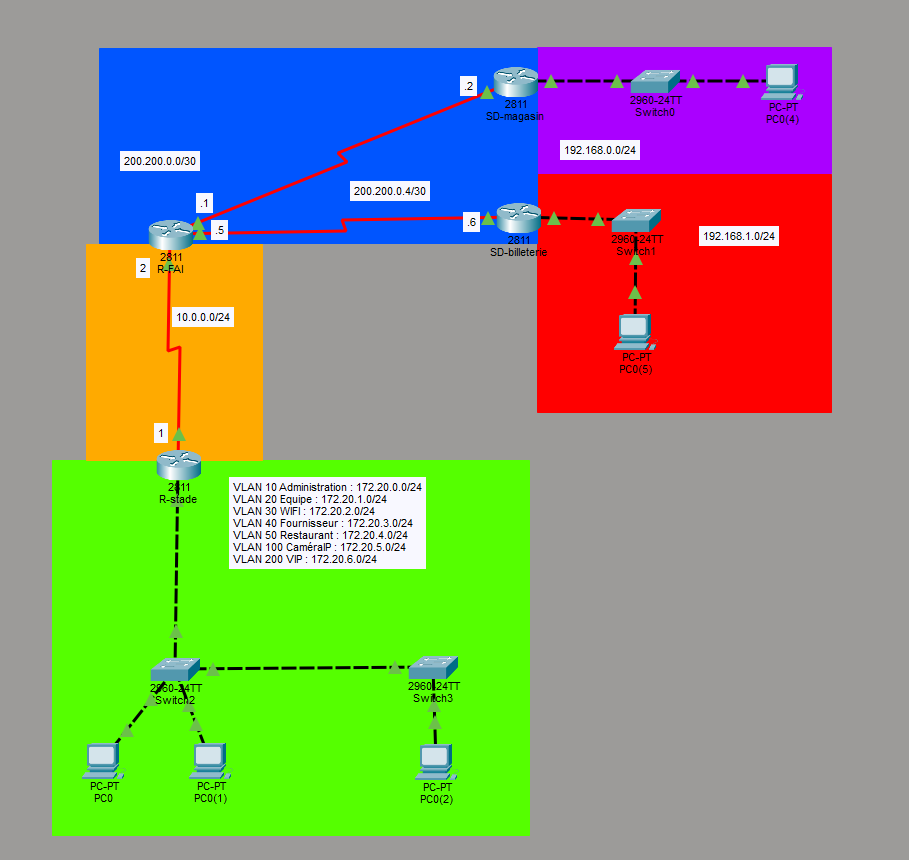 .2
2811
SD-magasin
2960-24TT
Switch0
PC-PT
PC0(4)
192.168.0.0/24
200.200.0.0/30
200.200.0.4/30
.1
.5
.6
2811
SD-billeterie
2960-24TT
Switch1
192.168.1.0/24
2811
R-FAI
2
10.0.0.0/24
PC-PT
PC0(5)
1
2811
R-stade
VLAN 10 Administration : 172.20.0.0/24
VLAN 20 Equipe : 172.20.1.0/24
VLAN 30 WIFI : 172.20.2.0/24
VLAN 40 Fournisseur : 172.20.3.0/24
VLAN 50 Restaurant : 172.20.4.0/24
VLAN 100 CaméraIP : 172.20.5.0/24
VLAN 200 VIP : 172.20.6.0/24
2960-24TT
Switch2
2960-24TT
Switch3
PC-PT
PC0
PC-PT
PC0(1)
PC-PT
PC0(2)